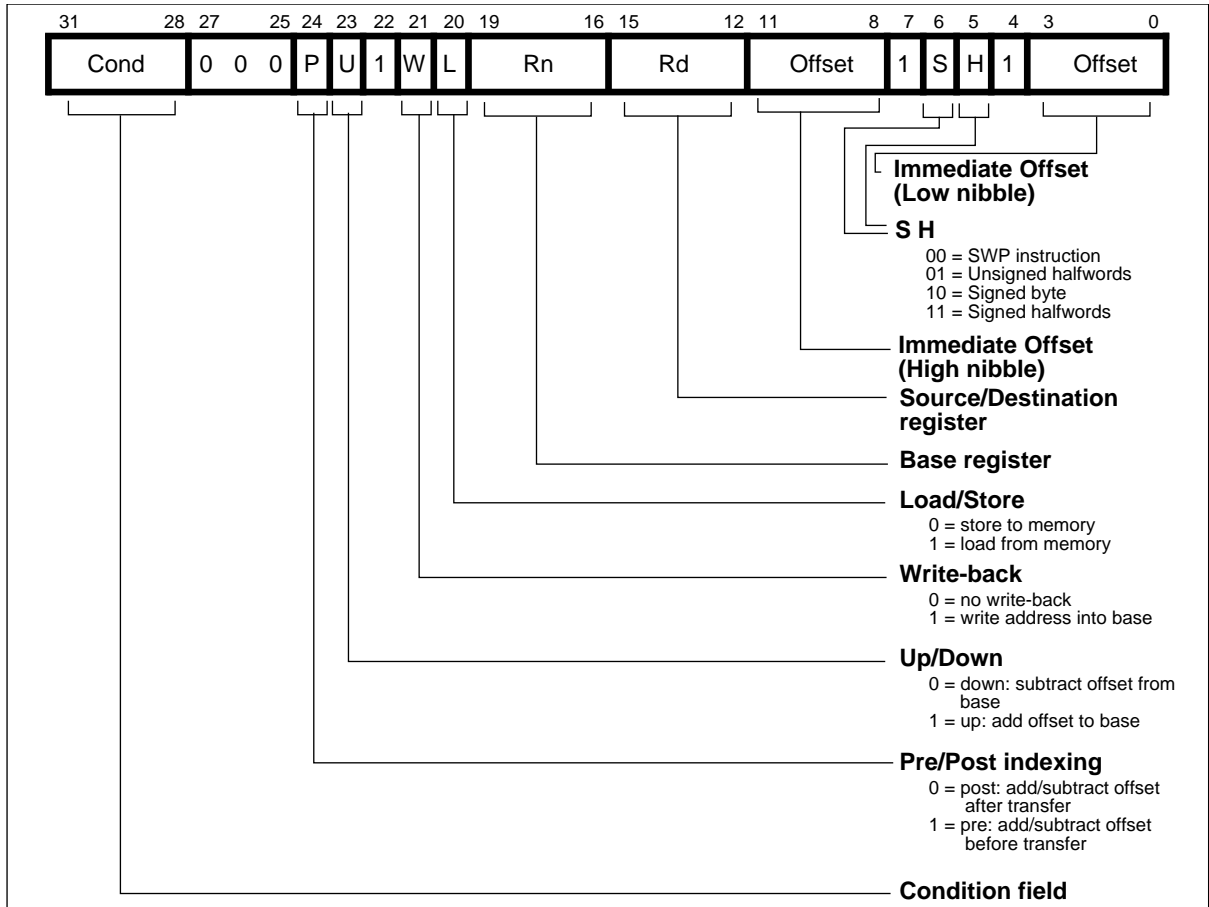 31 28 27 25 24 23 22 21 20 19 16 15 12 11 8 7 6 5 4 3 0
Cond 0 0 0 P U 1 W L Rn Rd Offset 1 S H 1 Offset
Immediate Offset
(Low nibble)
S H
00 = SWP instruction
01 = Unsigned halfwords
10 = Signed byte
11 = Signed halfwords
Immediate Offset
(High nibble)
Source/Destination
register
Base register
Load/Store
0 = store to memory
1 = load from memory
Write-back
0 = no write-back
1 = write address into base
Up/Down
0 = down: subtract offset from
base
1 = up: add offset to base
Pre/Post indexing
0 = post: add/subtract offset
after transfer
1 = pre: add/subtract offset
before transfer
Condition field